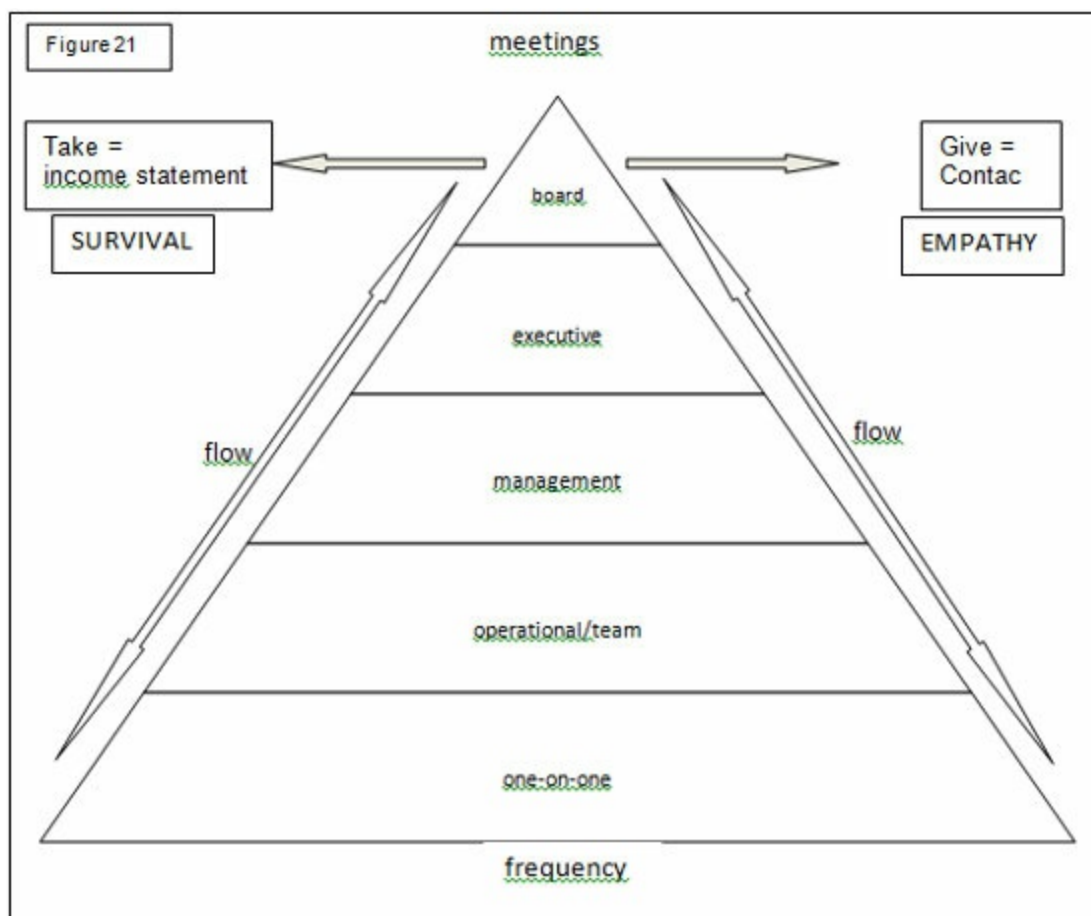 Figure 21
meetings
Take =
income statement
Give =
Contac
board
SURVIVAL
EMPATHY
executive
flow
flow
management
operational/team
one-on-one
frequency